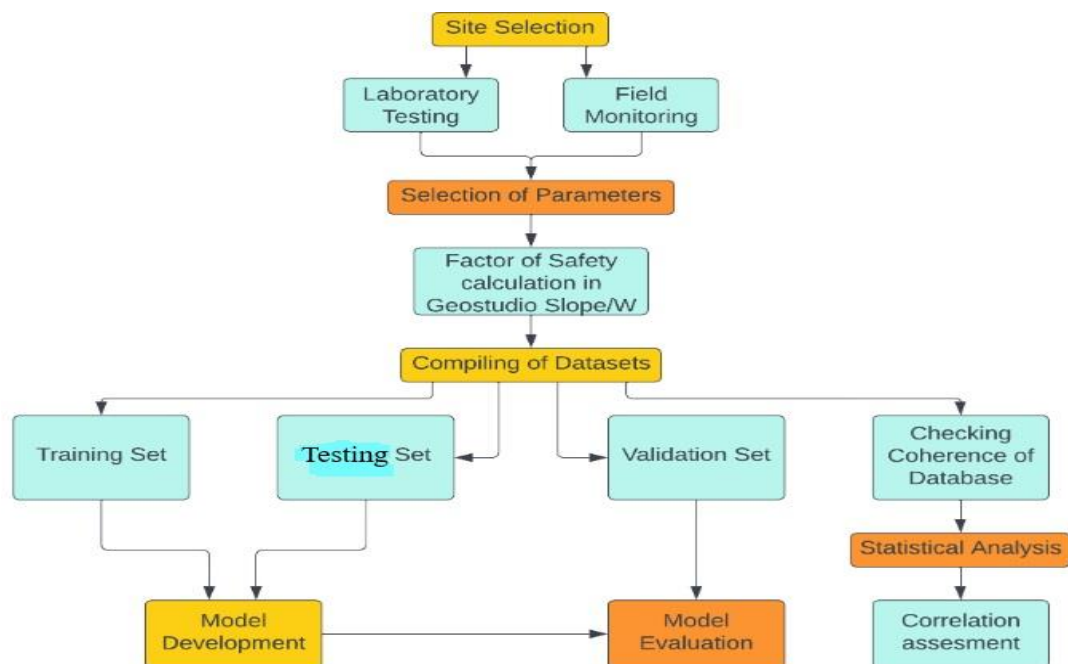 Site Selection
Laboratory
Testing
Field
Monitoring
Selection of Parameters
Factor of Safety
calculation in
Geostudio Slope/W
Compiling of Datasets
Training Set
Testing Set
Validation Set
Checking
Coherence of
Database
Statistical Analysis
Model
Development
Model
Evaluation
Correlation
assesment